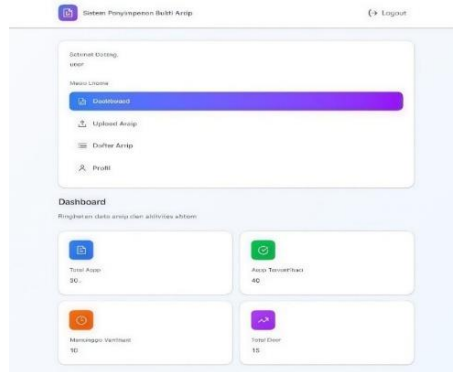 Sistem Penyimpanan Bukti Arsip
Logout
Selamat Datang,
user
Menu Utama
Dashboard
Upload Arsip
Daftar Arsip
Profil
Dashboard
Ringkasan data arsip dan aktivitas sistem
Total Arsip
50
Arsip Terverifikasi
40
Menunggu Verifikasi
10
Total User
15